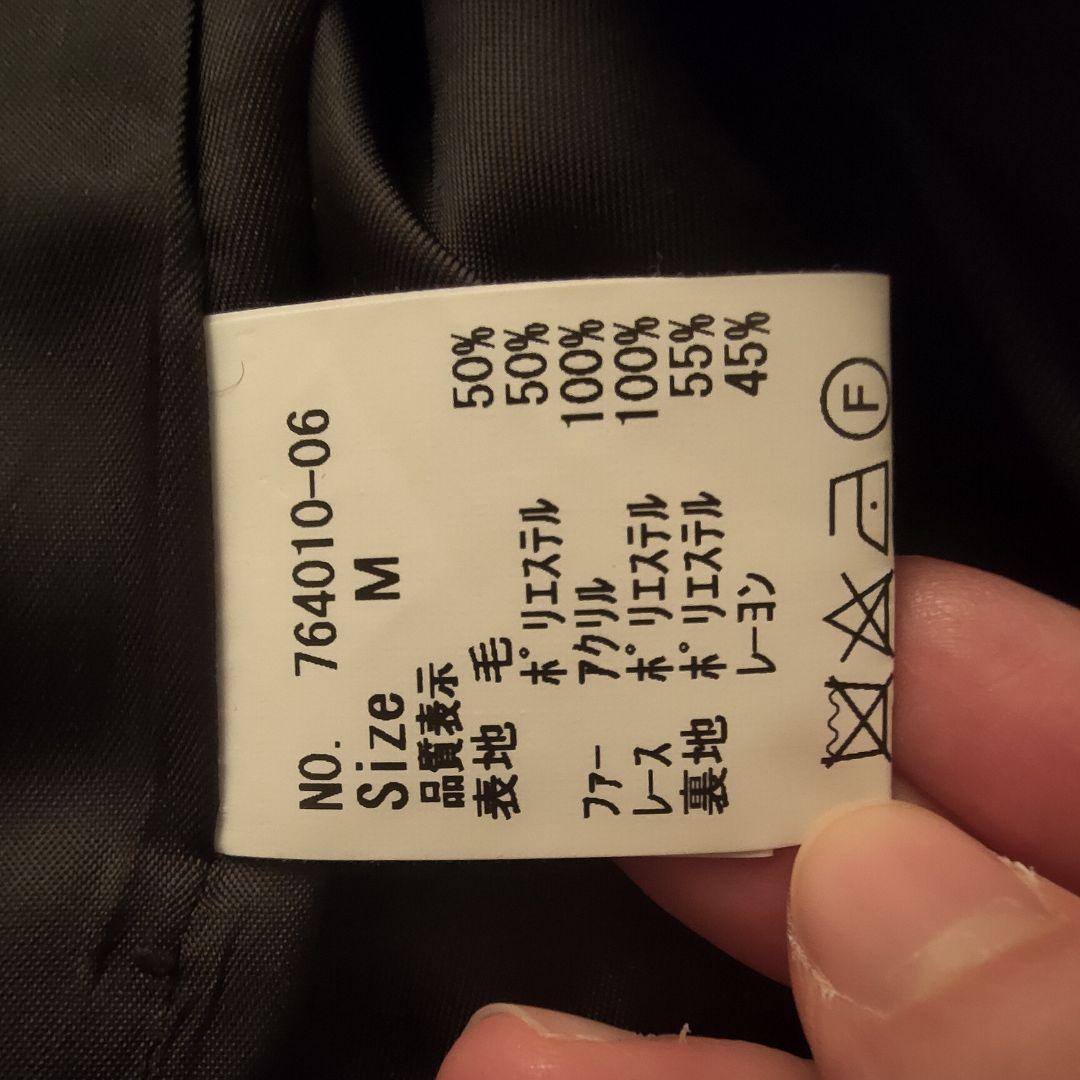 NO. 764010-06
Size M
品質表示
表地 毛 50%
ﾎﾟﾘｴｽﾃﾙ 50%
ﾌｧｰ ｱｸﾘﾙ 100%
ﾚｰｽ ﾎﾟﾘｴｽﾃﾙ 100%
裏地 ﾎﾟﾘｴｽﾃﾙ 55%
ﾚｰﾖﾝ 45%
F